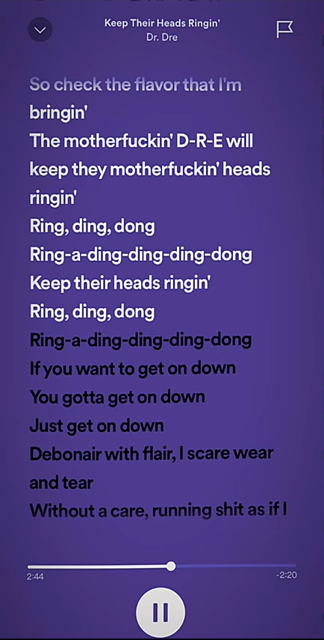 Keep Their Heads Ringin'
Dr. Dre
So check the flavor that I'm
bringin'
The motherfuckin' D-R-E will
keep they motherfuckin' heads
ringin'
Ring, ding, dong
Ring-a-ding-ding-ding-dong
Keep their heads ringin'
Ring, ding, dong
Ring-a-ding-ding-ding-dong
If you want to get on down
You gotta get on down
Just get on down
Debonair with flair, I scare wear
and tear
Without a care, running shit as if I
2:44
-2:20